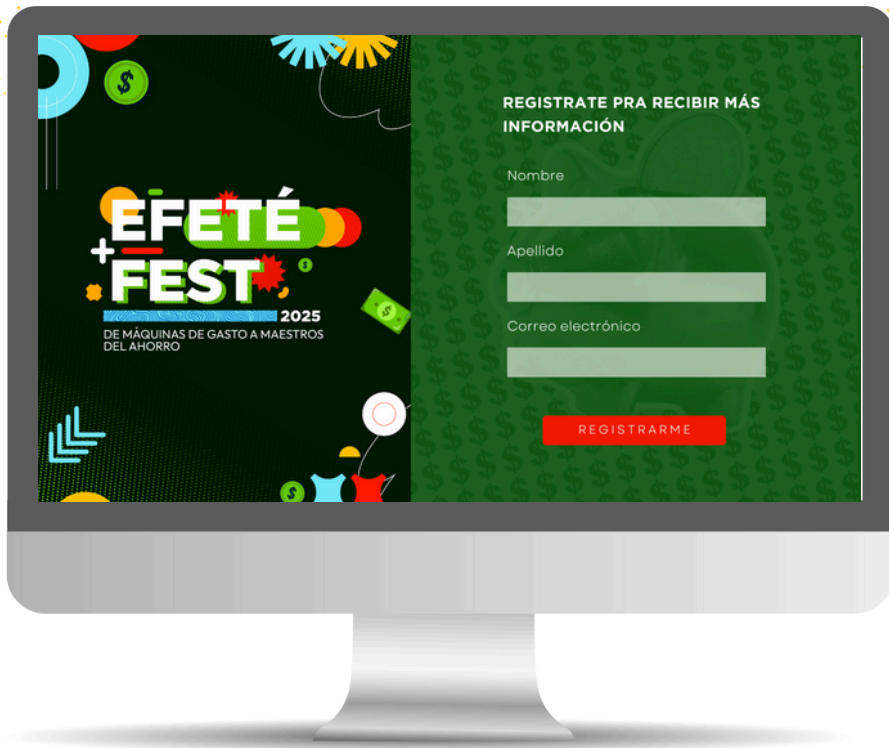 EFETÉ
FEST
2025
DE MÁQUINAS DE GASTO A MAESTROS
DEL AHORRO
REGISTRATE PRA RECIBIR MÁS
INFORMACIÓN
Nombre
Apellido
Correo electrónico
REGISTRARME